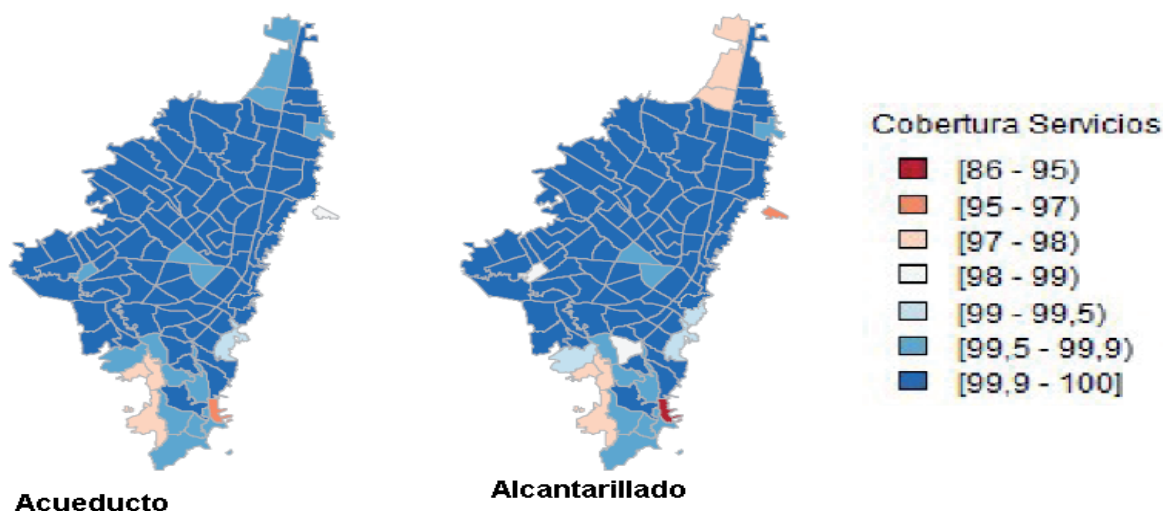 Cobertura Servicios
[86 - 95)
[95 - 97)
[97 - 98)
[98 - 99)
[99 - 99,5)
[99,5 - 99,9)
[99,9 - 100]
Acueducto
Alcantarillado